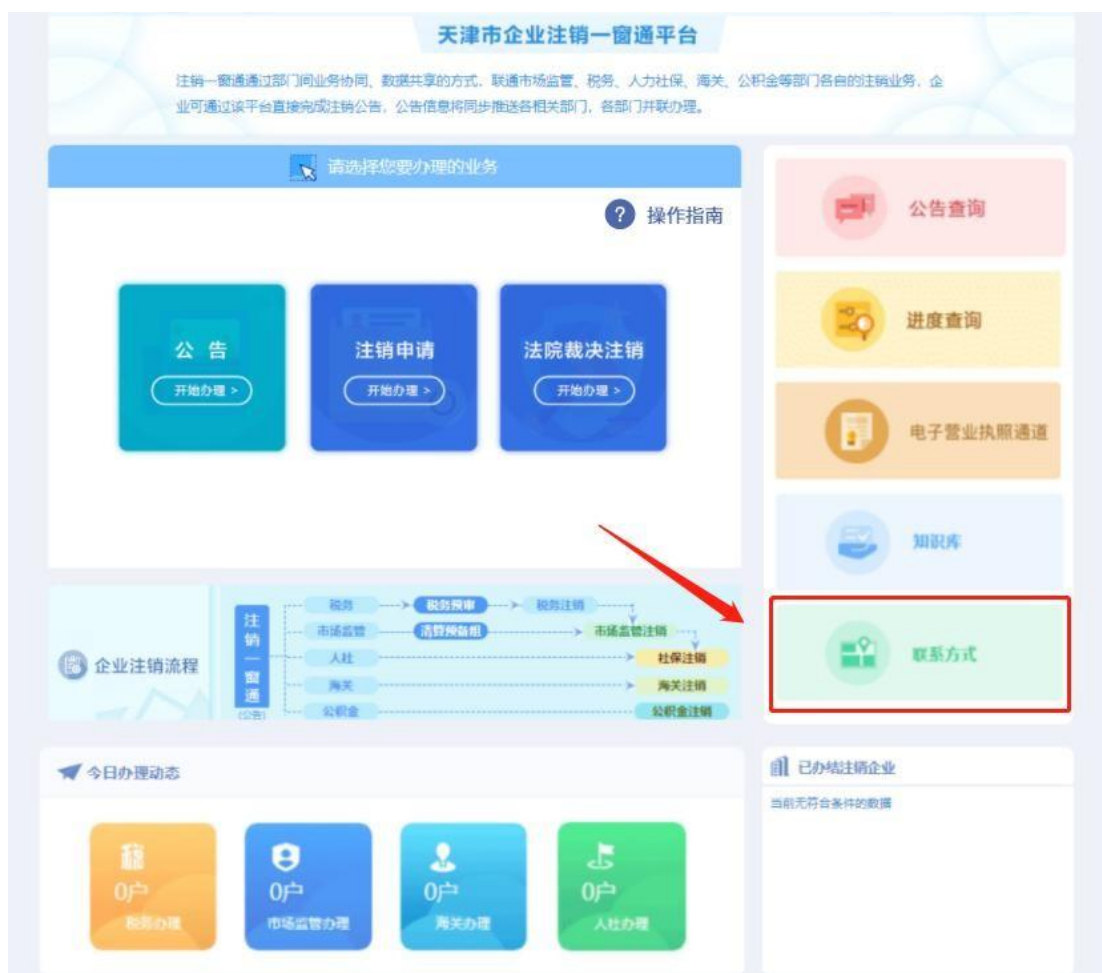 天津市企业注销一窗通平台
注销一窗通通过部门间业务协同、数据共享的方式、联通市场监管、税务、人力社保、海关、公积金等部门各自的注销业务，企
业可通过该平台直接完成注销公告，公告信息将同步推送各相关部门，各部门并联办理。
请选择您要办理的业务
? 操作指南
公 告
开始办理 >
注销申请
开始办理 >
法院裁决注销
开始办理 >
公告查询
进度查询
电子营业执照通道
知识库
联系方式
企业注销流程
注销一窗通
(公告)
税务
税务预审
税务注销
市场监管
清算预备组
市场监管注销
人社
社保注销
海关
海关注销
公积金
公积金注销
今日办理动态
0户
税务办理
0户
市场监管办理
0户
海关办理
0户
人社办理
已办结注销企业
当前无符合条件的数据